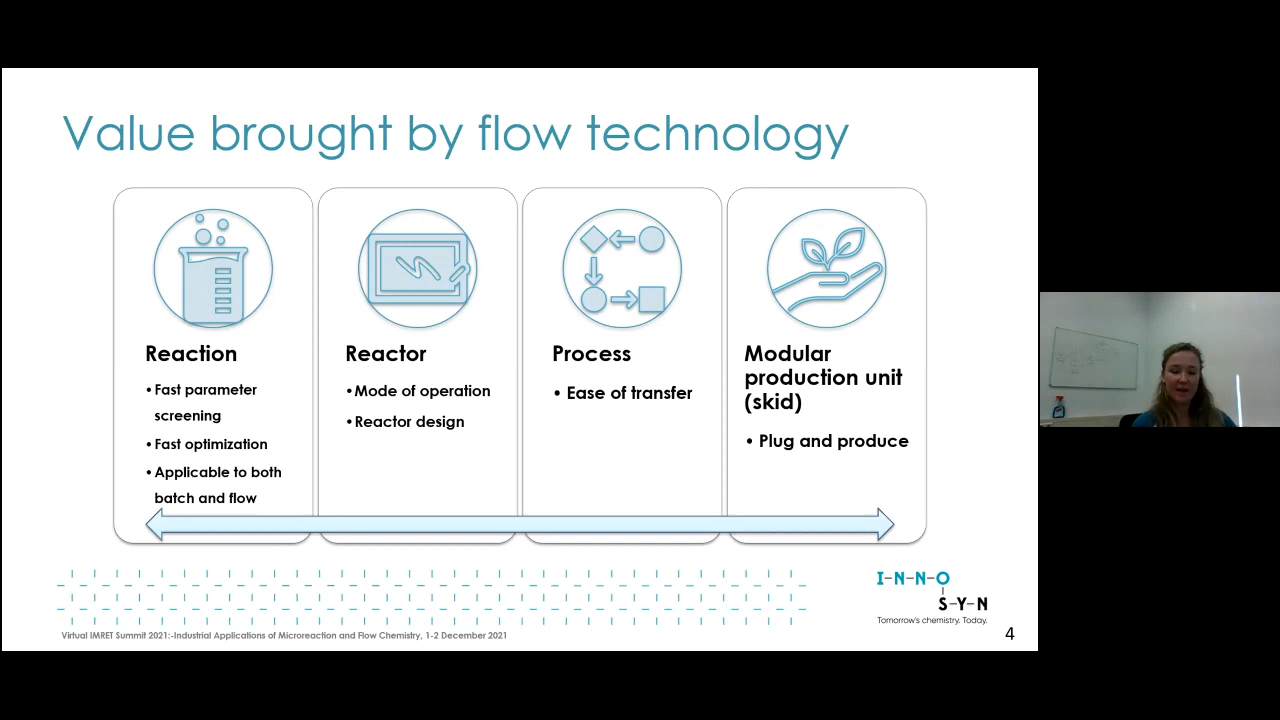 Value brought by flow technology
Reaction
• Fast parameter
screening
• Fast optimization
• Applicable to both
batch and flow
Reactor
• Mode of operation
• Reactor design
Process
• Ease of transfer
Modular
production unit
(skid)
• Plug and produce
I-N-N-O
S-Y-N
Tomorrow's chemistry. Today.
Virtual IMRET Summit 2021:-Industrial Applications of Microreaction and Flow Chemistry, 1-2 December 2021
4